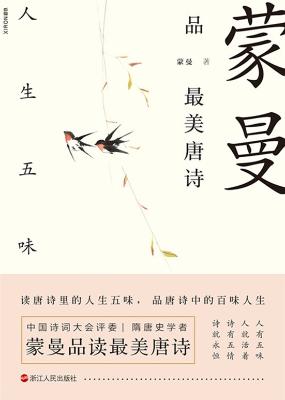 蒙曼
品
最美唐诗
蒙曼 著
人生五味
XIRON
读唐诗里的人生五味，品唐诗中的百味人生
中国诗词大会评委| 隋唐史学者
蒙曼品读最美唐诗
人有五味
人就活着
诗有五情
诗就永恒
浙江人民出版社